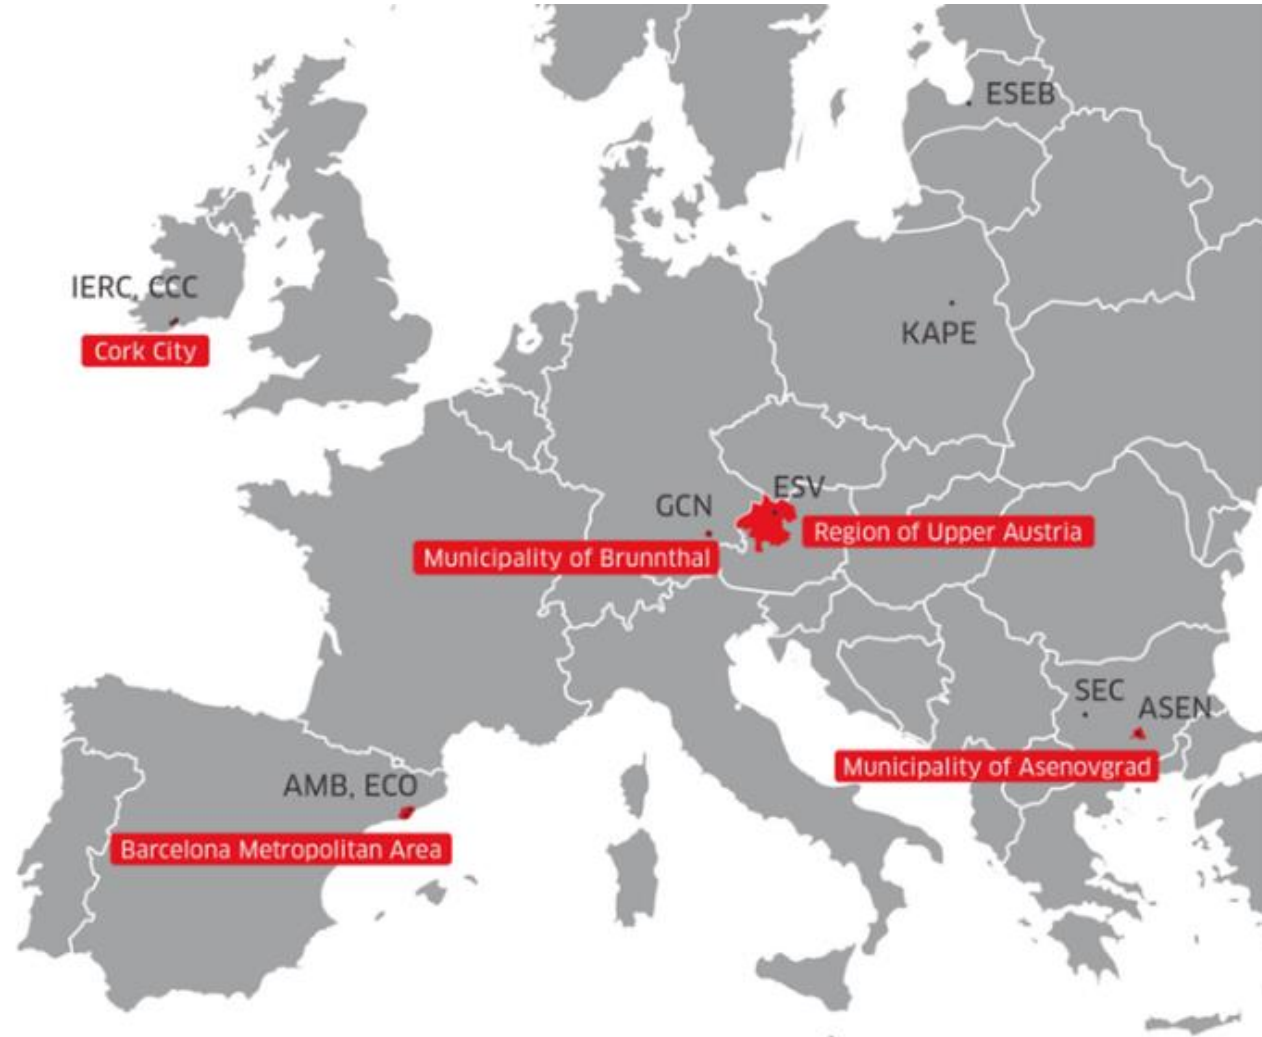 ESEB
IERC, CCC
Cork City
KAPE
ESV
GCN
Region of Upper Austria
Municipality of Brunnthal
SEC
ASEN
Municipality of Asenovgrad
AMB, ECO
Barcelona Metropolitan Area